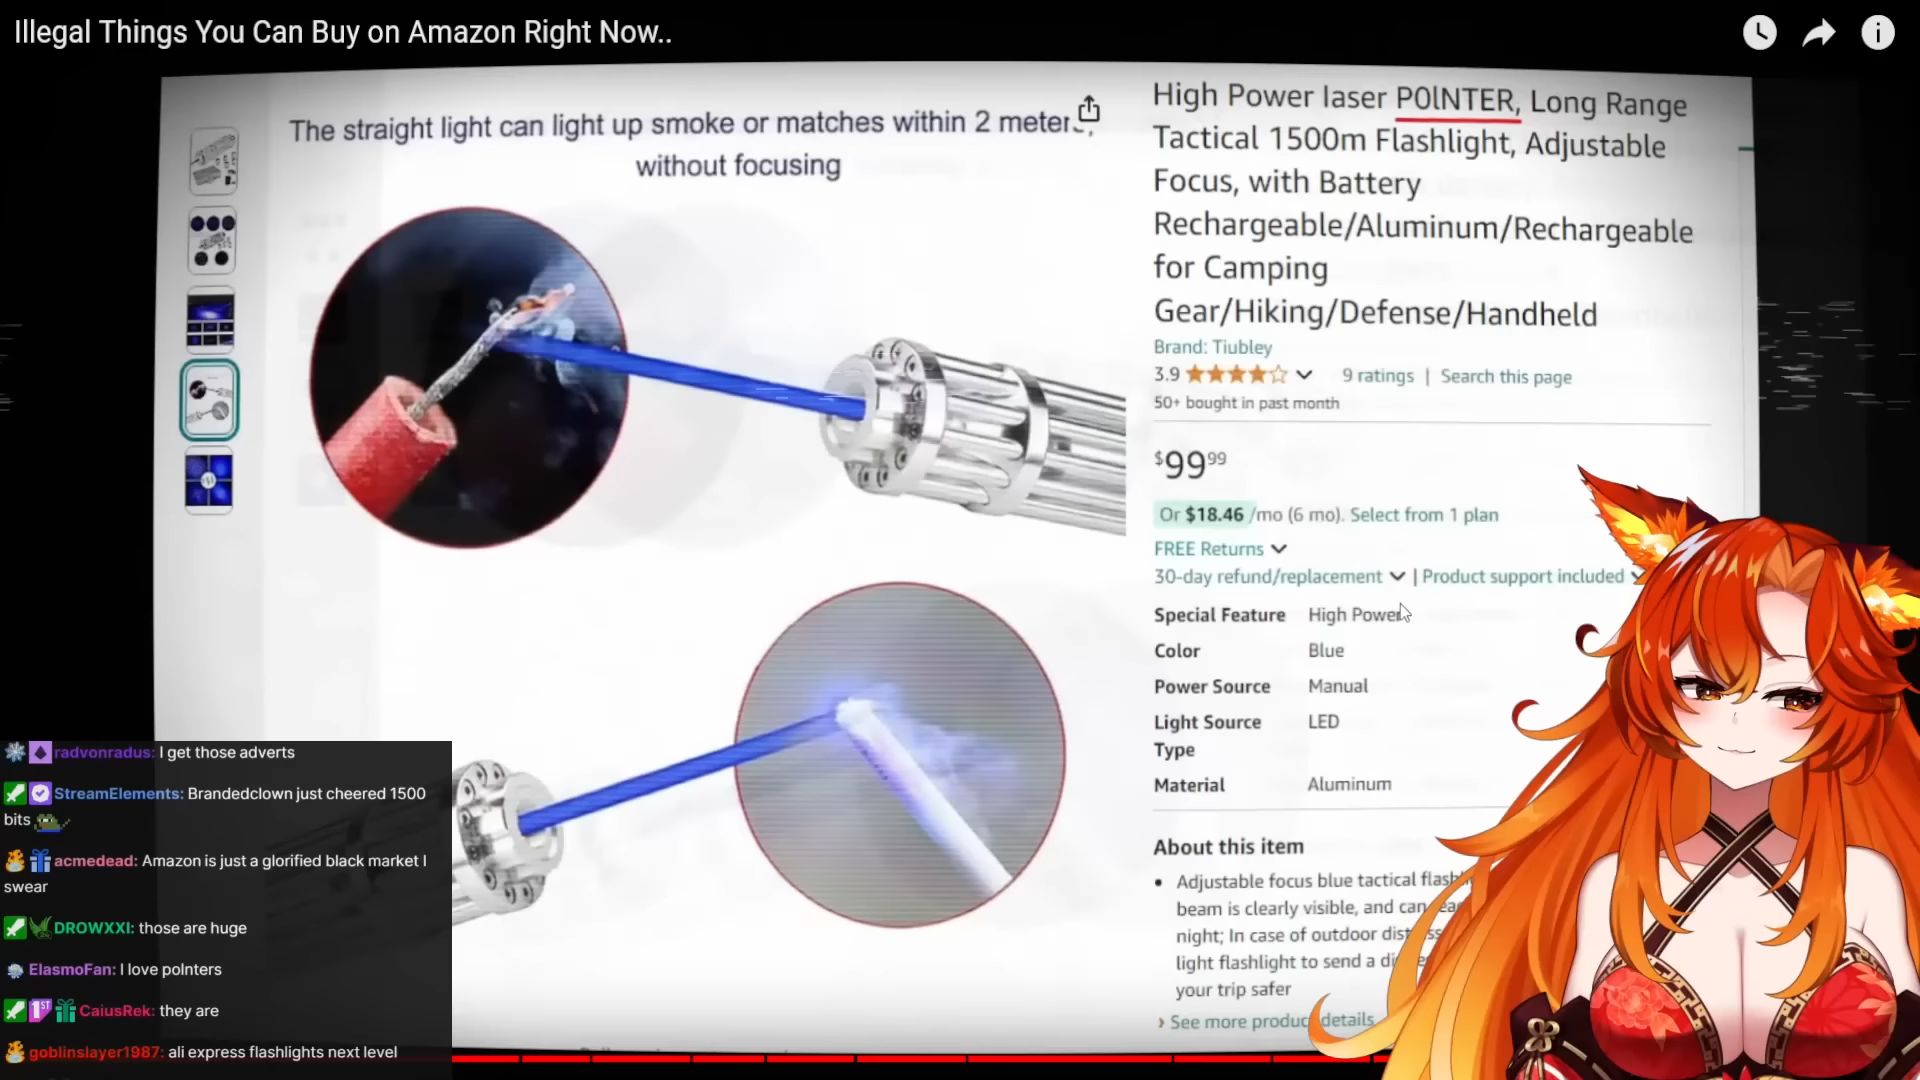 Illegal Things You Can Buy on Amazon Right Now..
The straight light can light up smoke or matches within 2 meters,
without focusing
High Power laser P0lNTER, Long Range
Tactical 1500m Flashlight, Adjustable
Focus, with Battery
Rechargeable/Aluminum/Rechargeable
for Camping
Gear/Hiking/Defense/Handheld
Brand: Tiubley
3.9 9 ratings | Search this page
50+ bought in past month
$99 99
Or $18.46 /mo (6 mo). Select from 1 plan
FREE Returns
30-day refund/replacement | Product support included
Special Feature High Power
Color Blue
Power Source Manual
Light Source LED
Type
Material Aluminum
About this item
• Adjustable focus blue tactical
beam is clearly visible, and can
night; In case of outdoor
light flashlight to send a
your trip safer
› See more product details
radvonradus: I get those adverts
StreamElements: Brandedclown just cheered 1500
bits
acmedead: Amazon is just a glorified black market I
swear
DROWXXI: those are huge
ElasmoFan: I love polnters
1ST CaiusRek: they are
goblinslayer1987: ali express flashlights next level